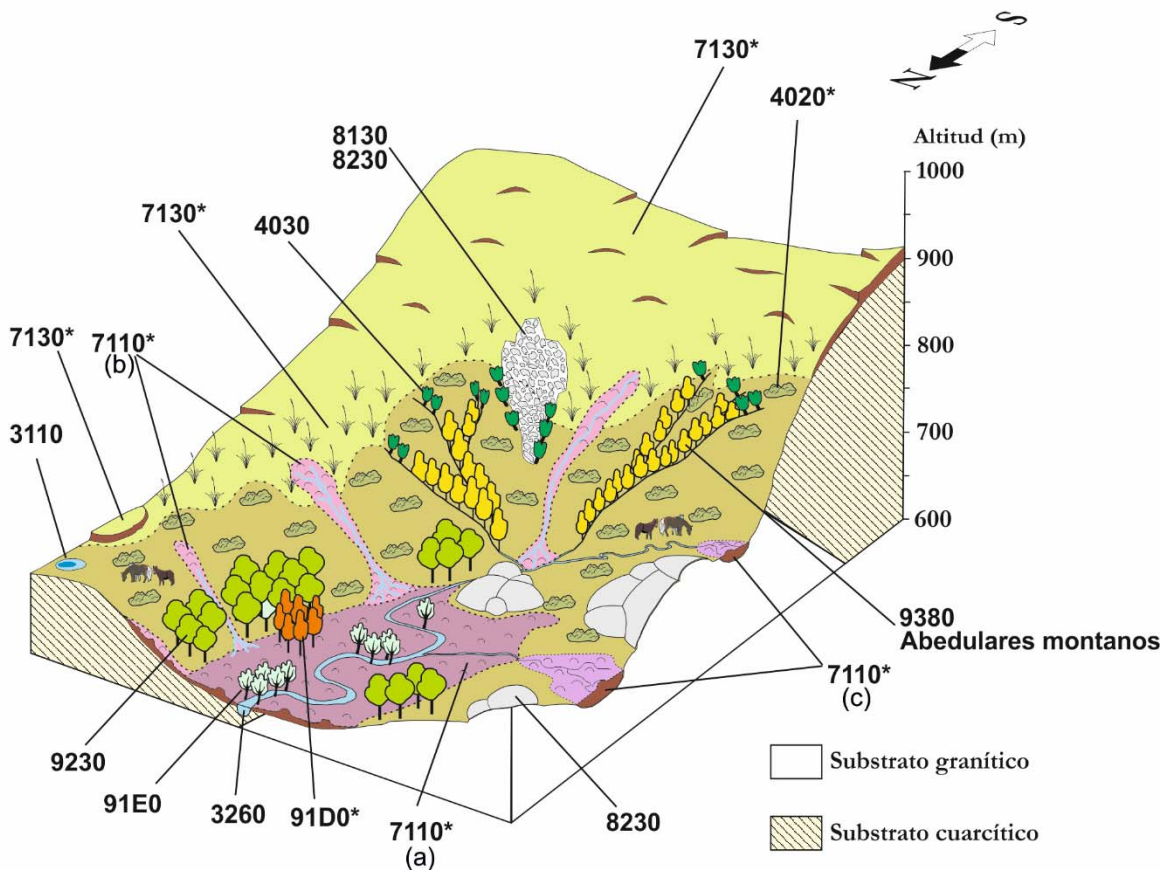 S
N
7130*
4020*
Altitud (m)
1000
900
800
700
600
8130
8230
7130*
4030
7130*
7110*
(b)
3110
9380
Abedulares montanos
7110*
(c)
9230
91E0
3260
91D0*
7110*
(a)
8230
Substrato granítico
Substrato cuarcítico